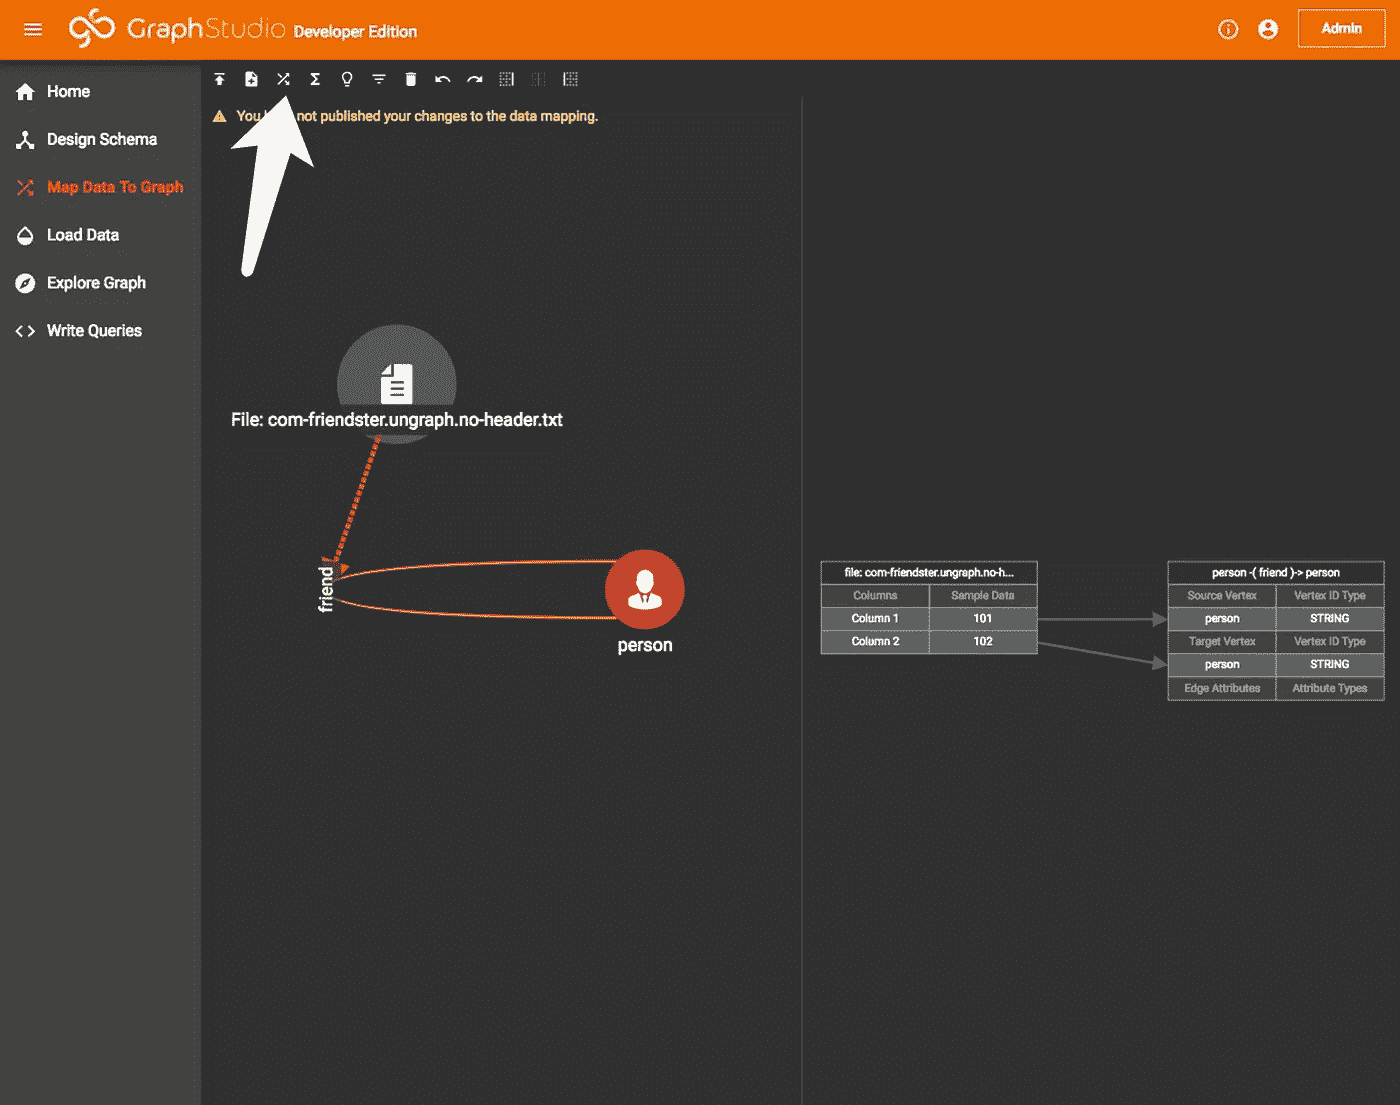 GraphStudio Developer Edition
Admin
Home
Design Schema
Map Data To Graph
Load Data
Explore Graph
Write Queries
You not published your changes to the data mapping.
File: com-friendster.ungraph.no-header.txt
friend
person
file: com-friendster.ungraph.no-h...
Columns Sample Data
Column 1 101
Column 2 102
person -( friend )-> person
Source Vertex Vertex ID Type
person STRING
Target Vertex Vertex ID Type
person STRING
Edge Attributes Attribute Types